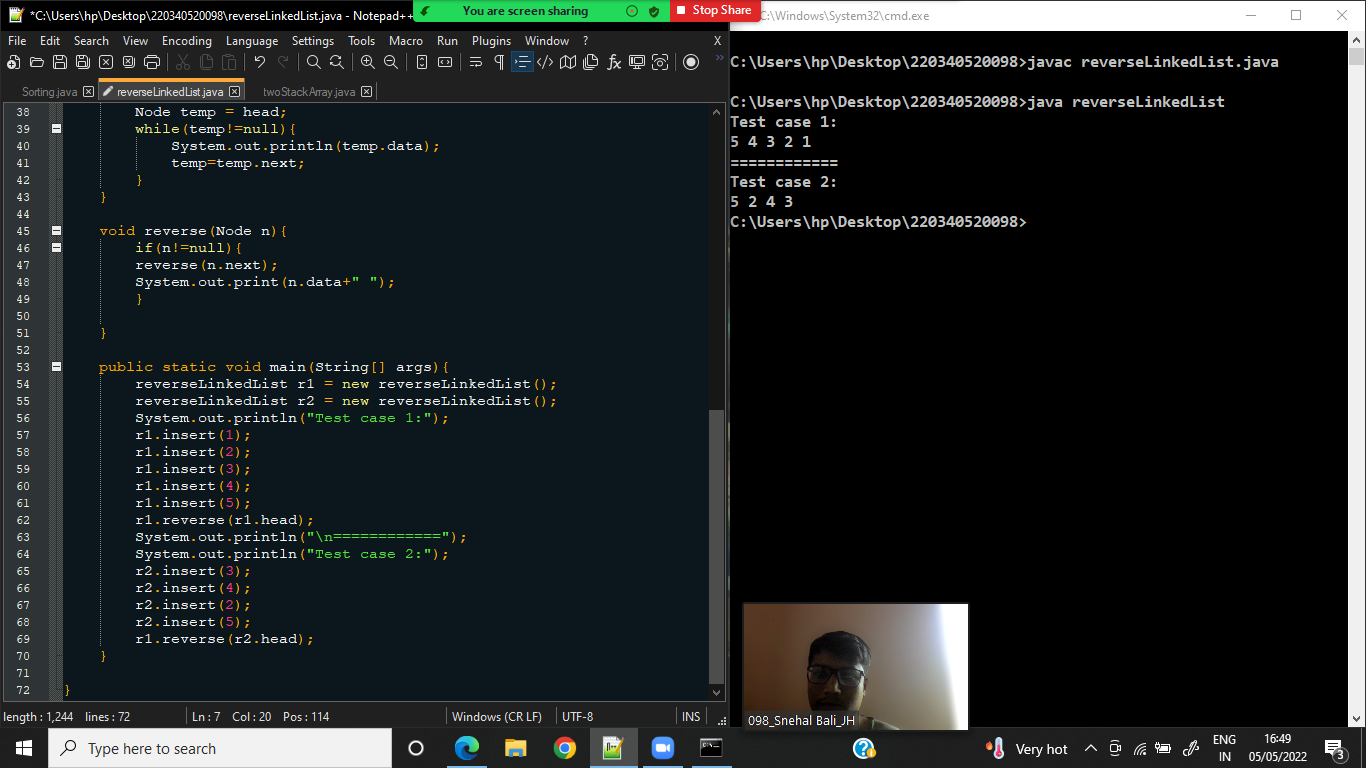 *C:\Users\hp\Desktop\220340520098\reverseLinkedList.java - Notepad++
You are screen sharing
Stop Share
C:\Windows\System32\cmd.exe
File Edit Search View Encoding Language Settings Tools Macro Run Plugins Window ? X
Sorting.java reverseLinkedList.java twoStackArray.java
38 Node temp = head;
39 while(temp!=null){
40 System.out.println(temp.data);
41 temp=temp.next;
42 }
43 }
44
45 void reverse(Node n){
46 if(n!=null){
47 reverse(n.next);
48 System.out.print(n.data+" ");
49 }
50
51 }
52
53 public static void main(String[] args){
54 reverseLinkedList r1 = new reverseLinkedList();
55 reverseLinkedList r2 = new reverseLinkedList();
56 System.out.println("Test case 1:");
57 r1.insert(1);
58 r1.insert(2);
59 r1.insert(3);
60 r1.insert(4);
61 r1.insert(5);
62 r1.reverse(r1.head);
63 System.out.println("\n============");
64 System.out.println("Test case 2:");
65 r2.insert(3);
66 r2.insert(4);
67 r2.insert(2);
68 r2.insert(5);
69 r1.reverse(r2.head);
70 }
71
72 }
length : 1,244 lines : 72 Ln : 7 Col : 20 Pos : 114 Windows (CR LF) UTF-8 INS
C:\Users\hp\Desktop\220340520098>javac reverseLinkedList.java
C:\Users\hp\Desktop\220340520098>java reverseLinkedList
Test case 1:
5 4 3 2 1
============
Test case 2:
5 2 4 3
C:\Users\hp\Desktop\220340520098>
098_Snehal Bali_JH
Type here to search
Very hot
ENG
IN
16:49
05/05/2022
3